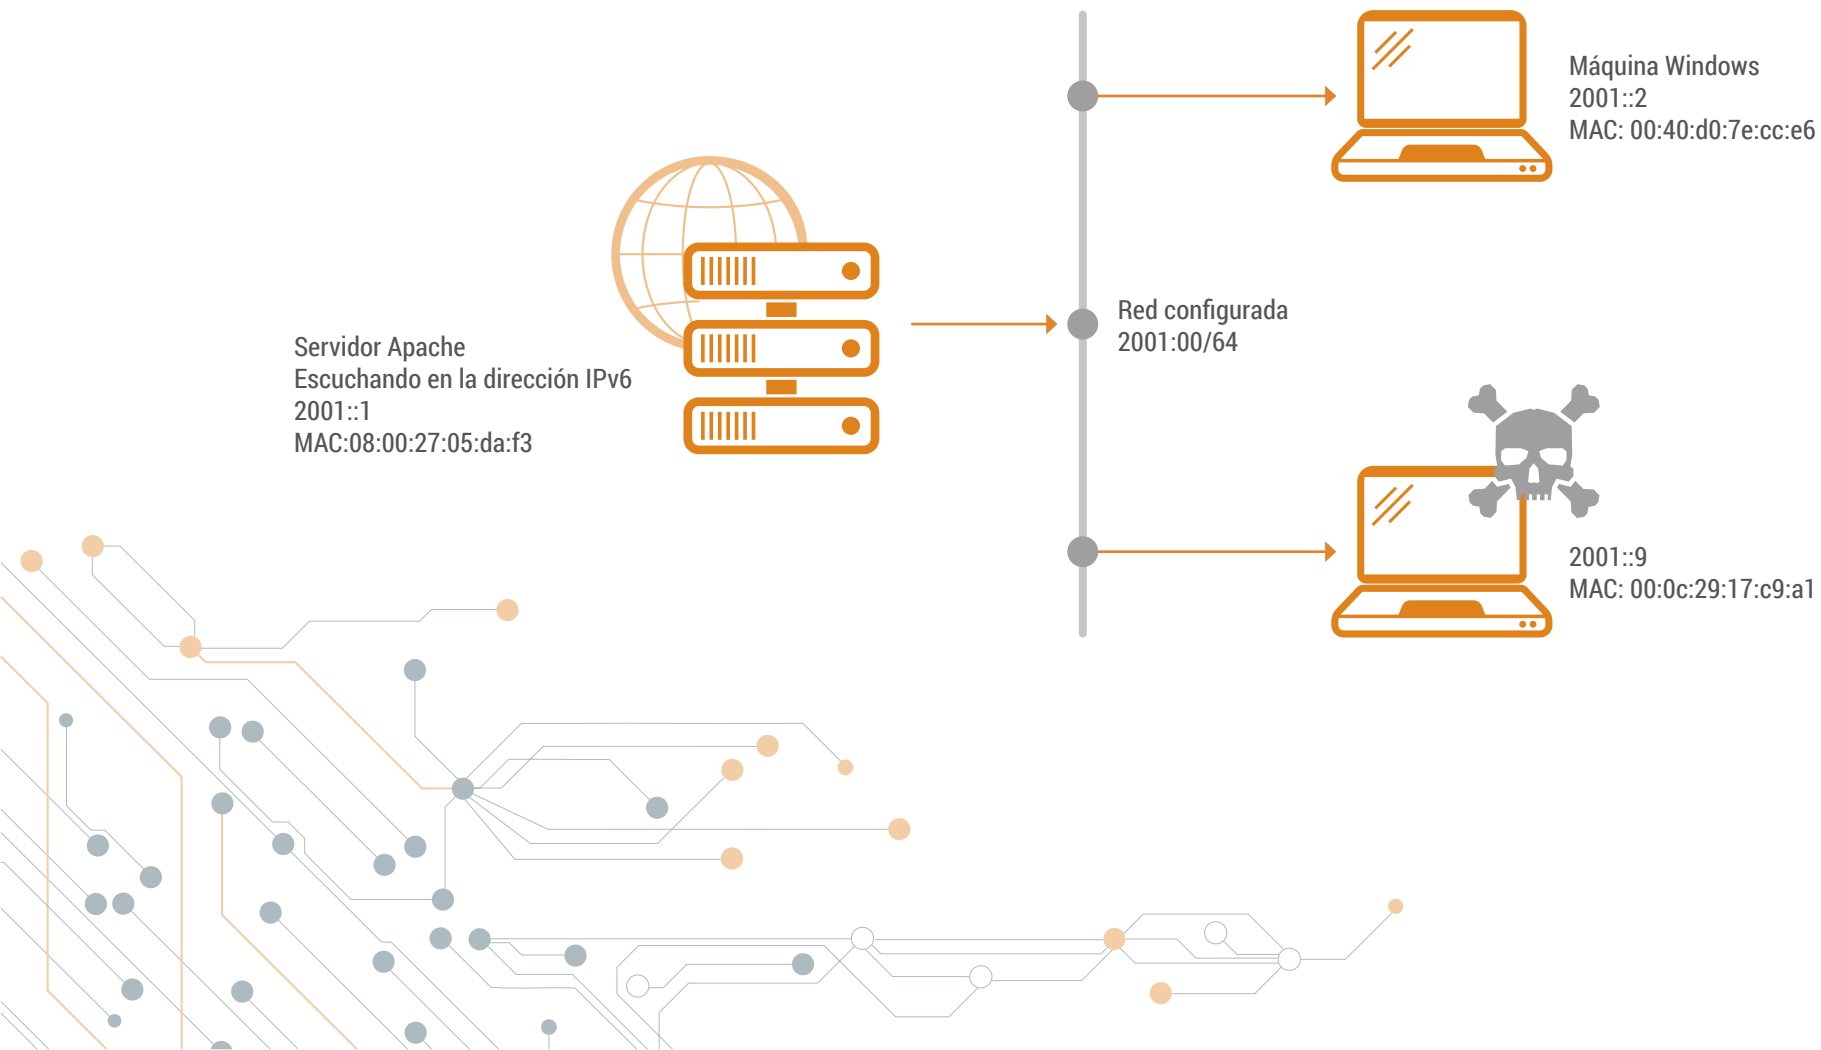 Máquina Windows
2001::2
MAC: 00:40:d0:7e:cc:e6
Servidor Apache
Escuchando en la dirección IPv6
2001::1
MAC:08:00:27:05:da:f3
Red configurada
2001:00/64
2001::9
MAC: 00:0c:29:17:c9:a1